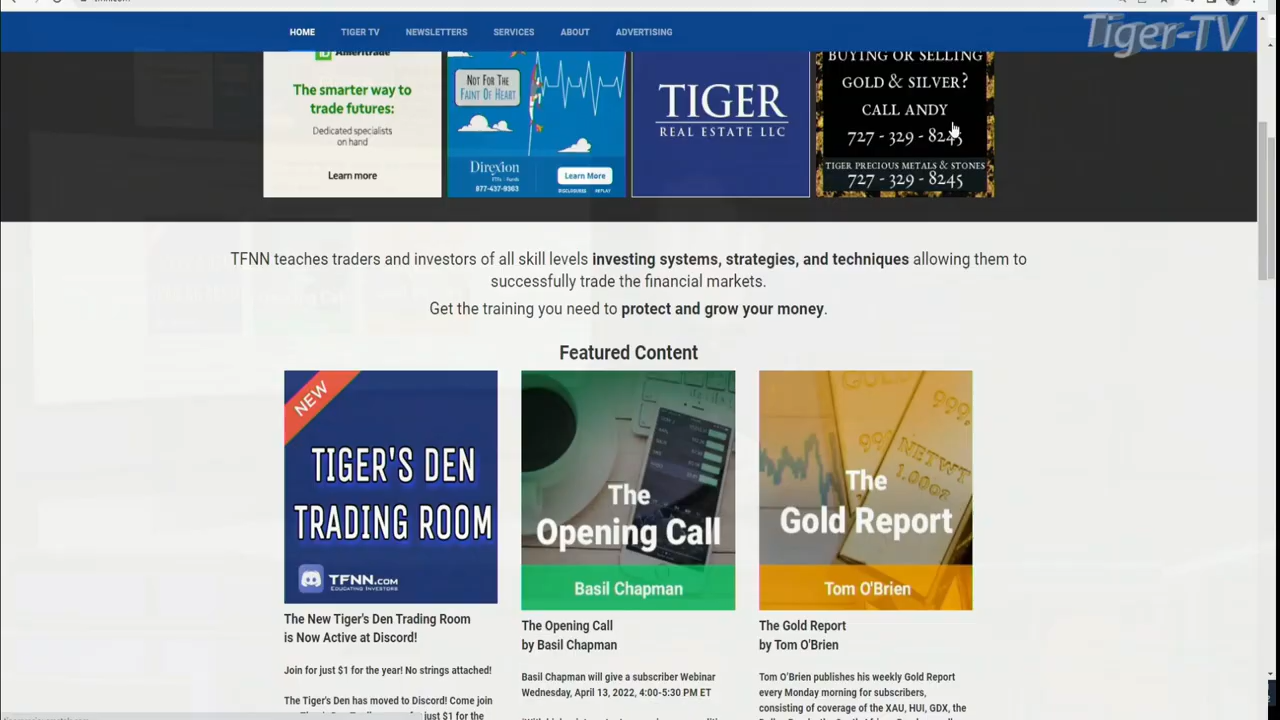 HOME TIGER TV NEWSLETTERS SERVICES ABOUT ADVERTISING
Tiger-TV
Ameritrade
The smarter way to
trade futures:
Dedicated specialists
on hand
Learn more
NOT FOR THE
FAINT OF HEART
Direxion
877-437-9363
Learn More
DISCLOSURES REPLAY
TIGER
REAL ESTATE LLC
BUYING OR SELLING
GOLD & SILVER?
CALL ANDY
727 - 329 - 8245
TIGER PRECIOUS METALS & STONES
727 - 329 - 8245
TFNN teaches traders and investors of all skill levels investing systems, strategies, and techniques allowing them to
successfully trade the financial markets.
Get the training you need to protect and grow your money.
Featured Content
NEW
TIGER'S DEN
TRADING ROOM
TFNN.COM
EDUCATING INVESTORS
The New Tiger's Den Trading Room
is Now Active at Discord!
Join for just $1 for the year! No strings attached!
The Tiger's Den has moved to Discord! Come join
just $1 for the
The
Opening Call
Basil Chapman
The Opening Call
by Basil Chapman
Basil Chapman will give a subscriber Webinar
Wednesday, April 13, 2022, 4:00-5:30 PM ET
The
Gold Report
Tom O'Brien
The Gold Report
by Tom O'Brien
Tom O'Brien publishes his weekly Gold Report
every Monday morning for subscribers,
consisting of coverage of the XAU, HUI, GDX, the